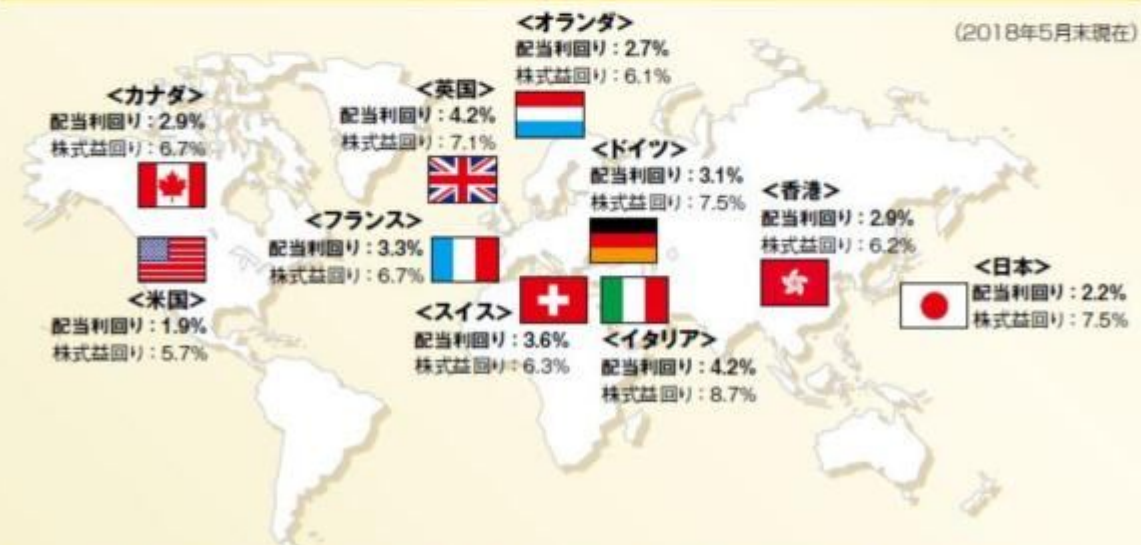 (2018年5月末現在)
<オランダ>
配当利回り:2.7%
株式益回り:6.1%
<カナダ>
配当利回り:2.9%
株式益回り:6.7%
<英国>
配当利回り:4.2%
株式益回り:7.1%
<ドイツ>
配当利回り:3.1%
株式益回り:7.5%
<香港>
配当利回り:2.9%
株式益回り:6.2%
<フランス>
配当利回り:3.3%
株式益回り:6.7%
<日本>
配当利回り:2.2%
株式益回り:7.5%
<米国>
配当利回り:1.9%
株式益回り:5.7%
<スイス>
配当利回り:3.6%
株式益回り:6.3%
<イタリア>
配当利回り:4.2%
株式益回り:8.7%